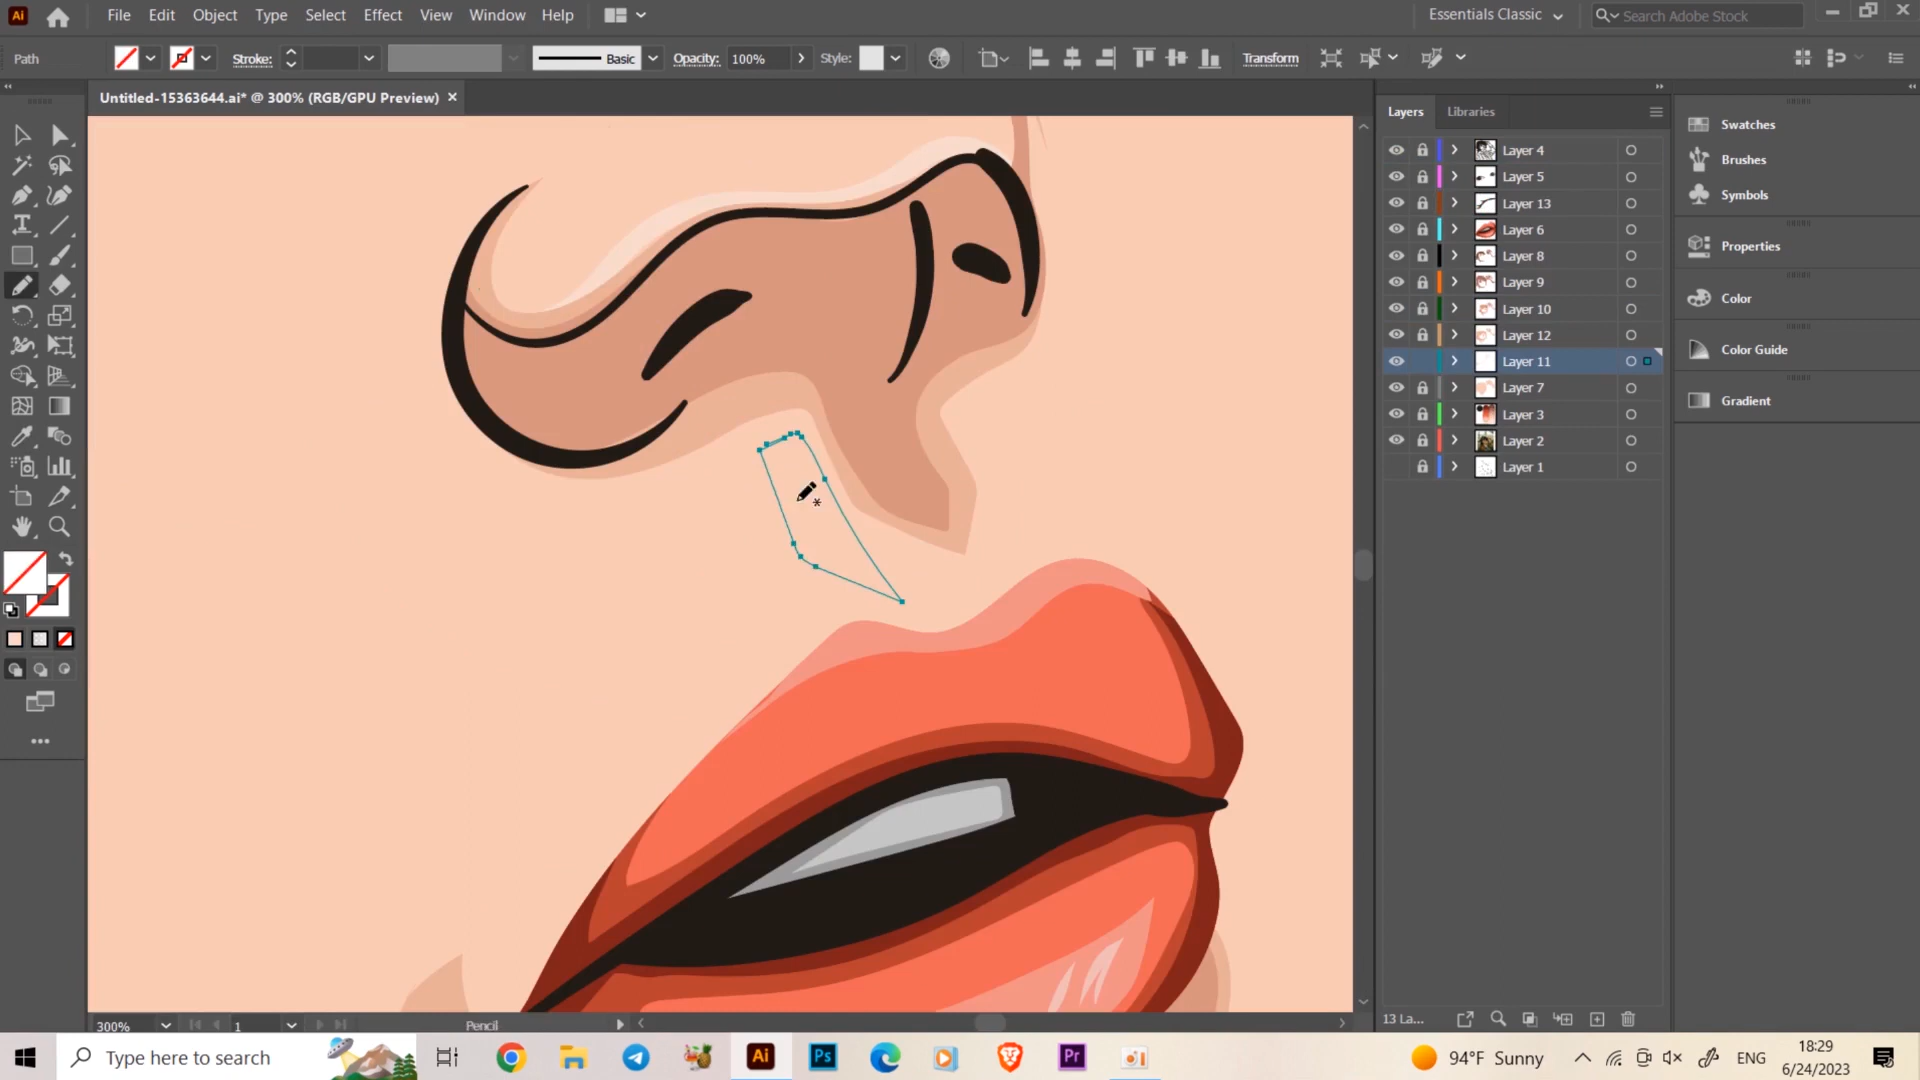 Ai File Edit Object Type Select Effect View Window Help Essentials Classic Search Adobe Stock
Path Stroke: Basic Opacity: 100% Style: Transform
Untitled-15363644.ai* @ 300% (RGB/GPU Preview)
Layers Libraries
Layer 4
Layer 5
Layer 13
Layer 6
Layer 8
Layer 9
Layer 10
Layer 12
Layer 11
Layer 7
Layer 3
Layer 2
Layer 1
Swatches
Brushes
Symbols
Properties
Color
Color Guide
Gradient
300% 1 Pencil 13 La...
Type here to search Ai Ps Pr 94°F Sunny ENG 18:29
6/24/2023